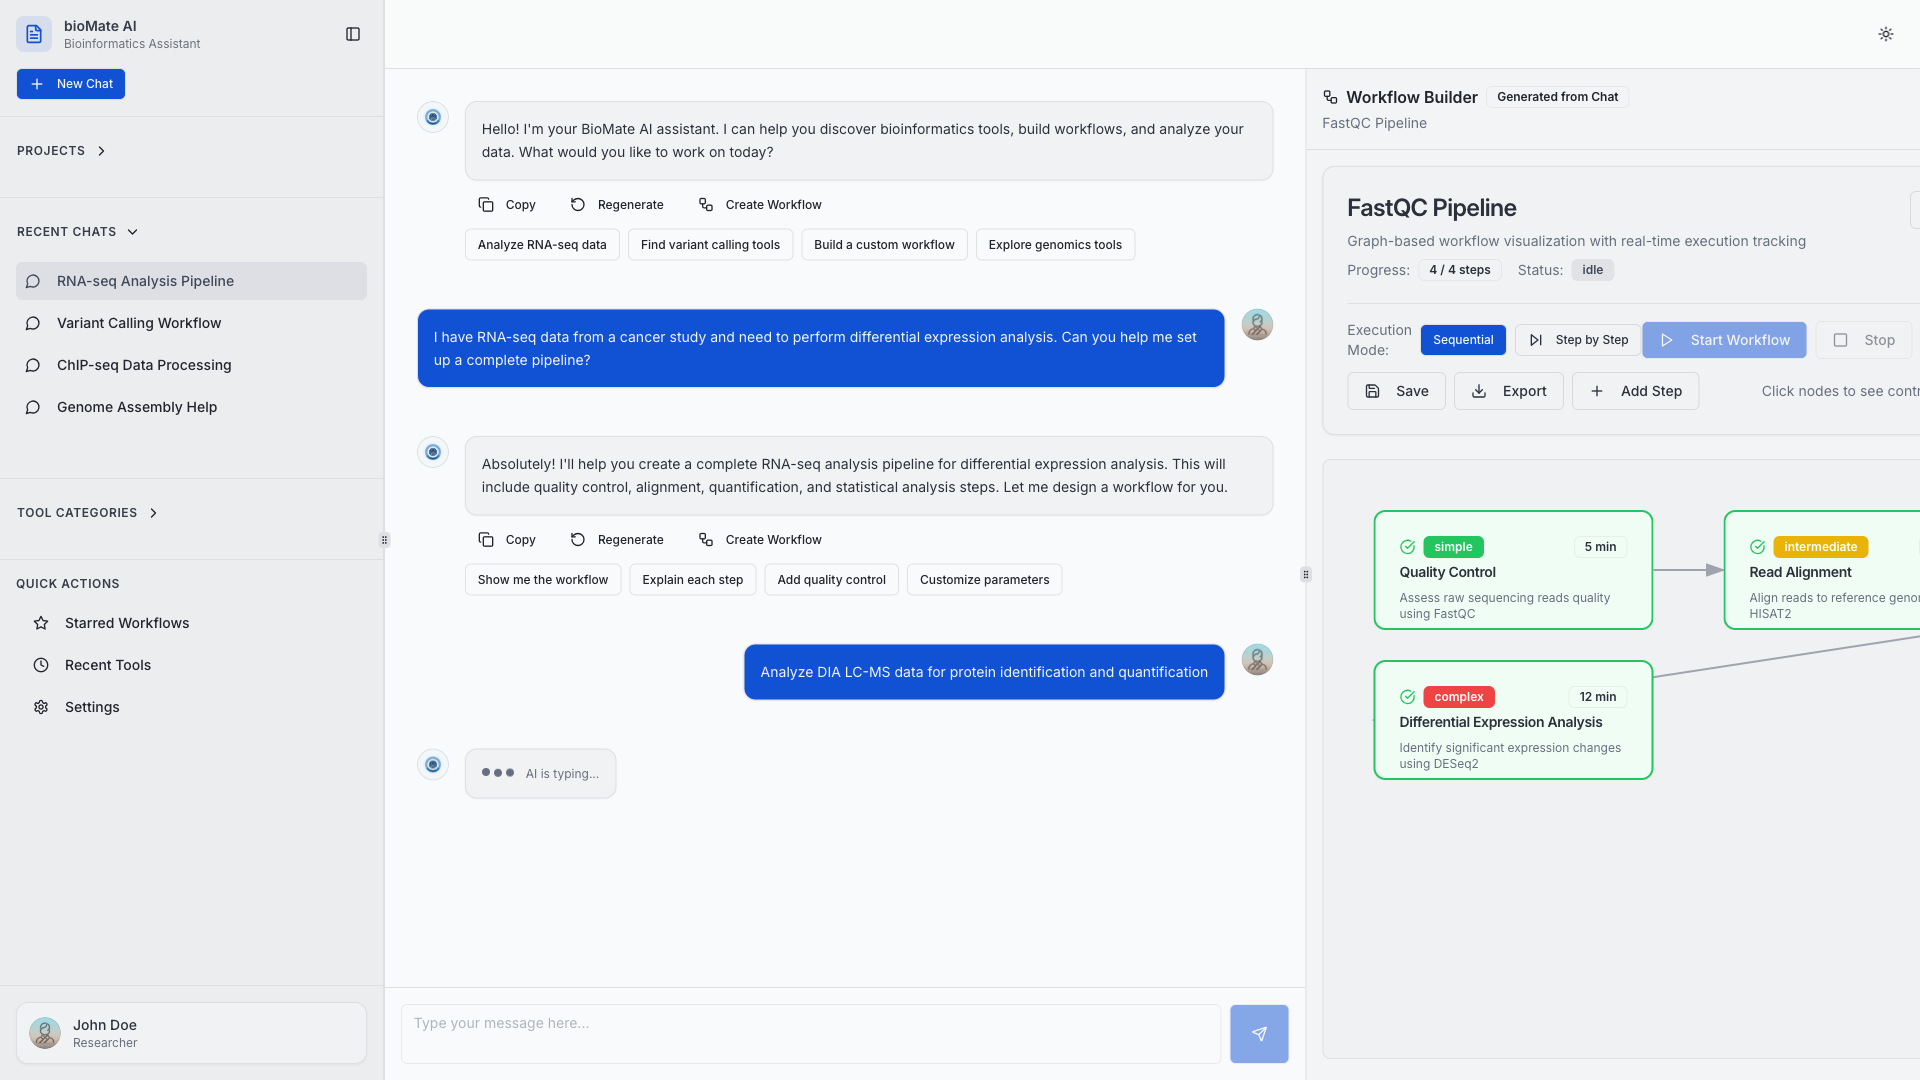 bioMate AI
Bioinformatics Assistant
New Chat
PROJECTS
RECENT CHATS
RNA-seq Analysis Pipeline
Variant Calling Workflow
ChIP-seq Data Processing
Genome Assembly Help
TOOL CATEGORIES
QUICK ACTIONS
Starred Workflows
Recent Tools
Settings
John Doe
Researcher
Hello! I'm your BioMate AI assistant. I can help you discover bioinformatics tools, build workflows, and analyze your
data. What would you like to work on today?
Copy Regenerate Create Workflow
Analyze RNA-seq data Find variant calling tools Build a custom workflow Explore genomics tools
I have RNA-seq data from a cancer study and need to perform differential expression analysis. Can you help me set
up a complete pipeline?
Absolutely! I'll help you create a complete RNA-seq analysis pipeline for differential expression analysis. This will
include quality control, alignment, quantification, and statistical analysis steps. Let me design a workflow for you.
Copy Regenerate Create Workflow
Show me the workflow Explain each step Add quality control Customize parameters
Analyze DIA LC-MS data for protein identification and quantification
AI is typing...
Type your message here...
Workflow Builder Generated from Chat
FastQC Pipeline
FastQC Pipeline
Graph-based workflow visualization with real-time execution tracking
Progress: 4 / 4 steps Status: idle
Execution
Mode:
Sequential Step by Step Start Workflow Stop
Save Export Add Step Click nodes to see
simple 5 min
Quality Control
Assess raw sequencing reads quality
using FastQC
intermediate
Read Alignment
Align reads to reference
HISAT2
complex 12 min
Differential Expression Analysis
Identify significant expression changes
using DESeq2